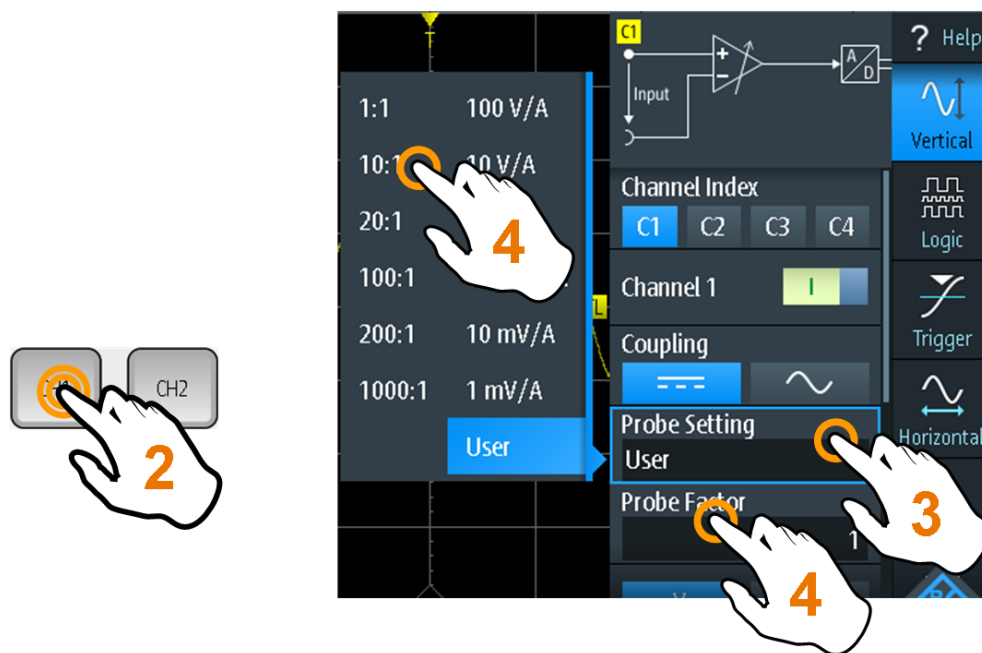 C1
? Help
Input
A
D
Vertical
1:1 100 V/A
10:1 10 V/A
Channel Index
C1 C2 C3 C4
Logic
20:1
4
100:1
Channel 1
I
200:1 10 mV/A
Trigger
Coupling
CH2
1000:1 1 mV/A
Probe Setting
User
Horizontal
User
2
Probe Factor
1
3
4